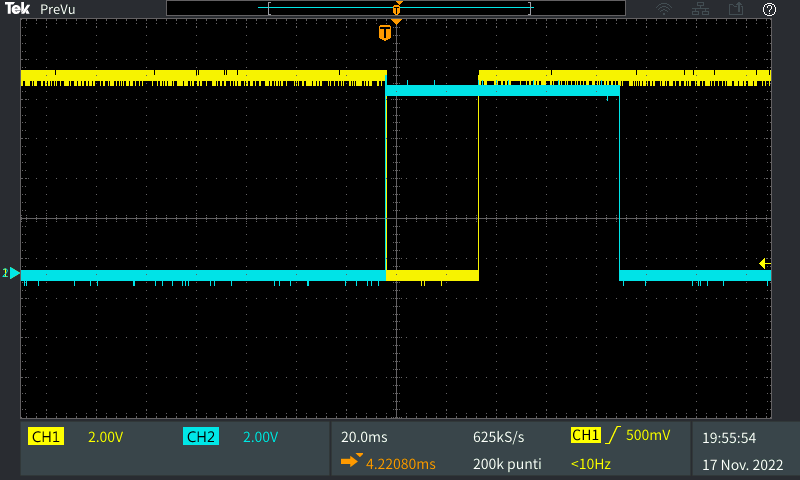 Tek PreVu
T
?
T
CH1 2.00V CH2 2.00V 20.0ms 625kS/s CH1 500mV 19:55:54
4.22080ms 200k punti <10Hz 17 Nov. 2022